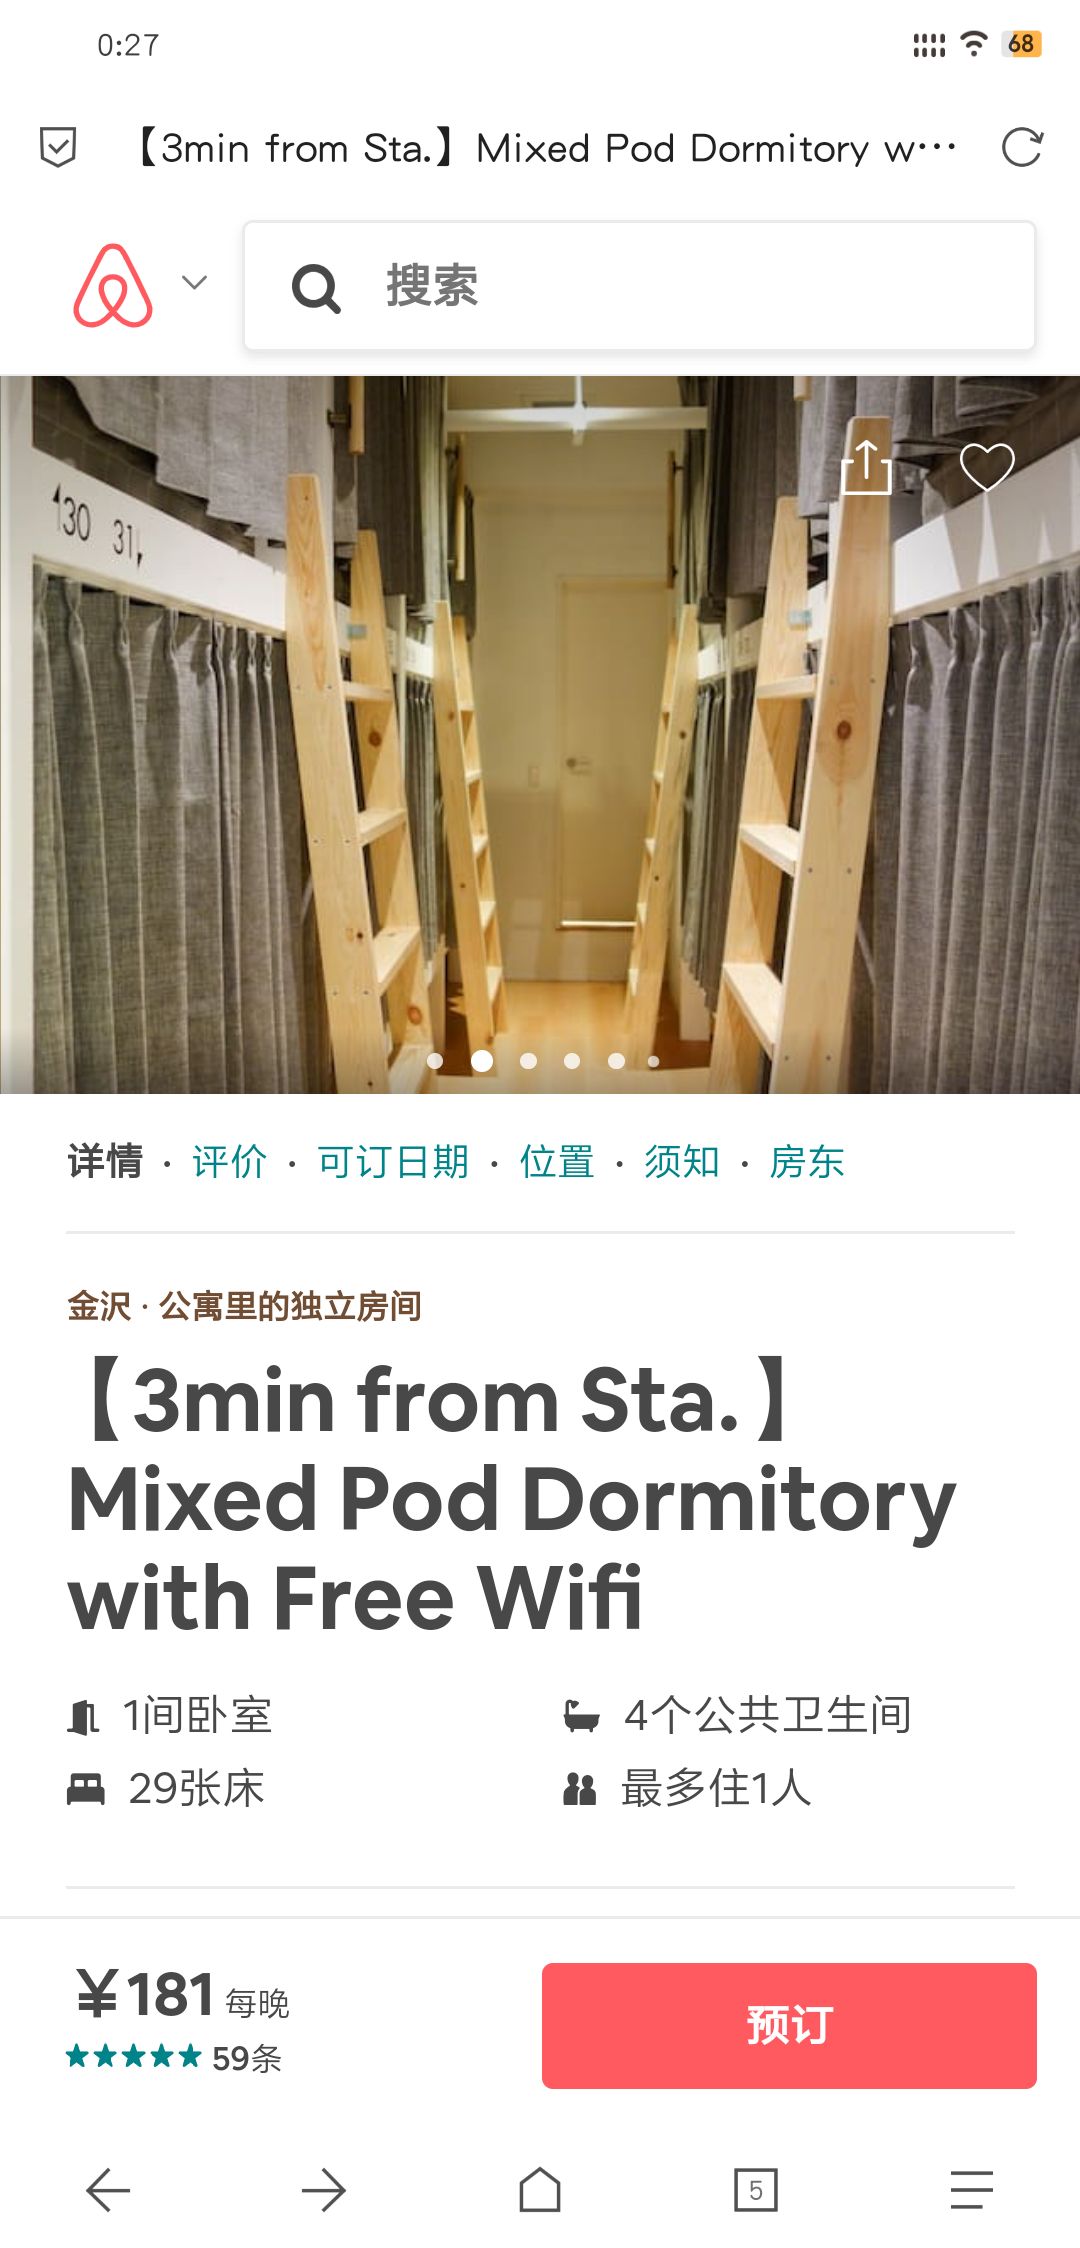 0:27
68
【3min from Sta.】Mixed Pod Dormitory w…
搜索
30 31
详情 · 评价 · 可订日期 · 位置 · 须知 · 房东
金沢 · 公寓里的独立房间
【3min from Sta.】
Mixed Pod Dormitory
with Free Wifi
1间卧室
4个公共卫生间
29张床
最多住1人
￥181 每晚
预订
59条
5